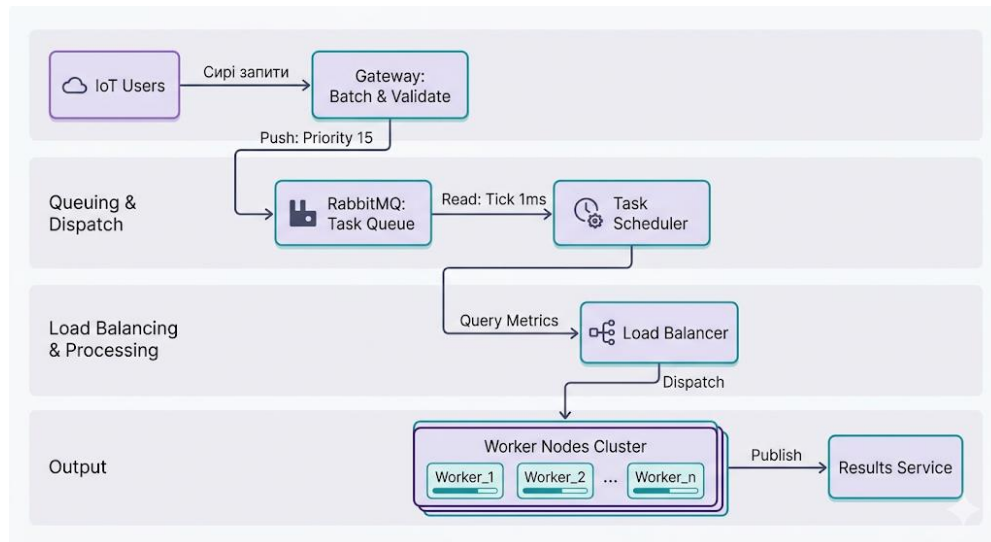 IoT Users
Сирі запити
Gateway:
Batch & Validate
Push: Priority 15
Queuing &
Dispatch
RabbitMQ:
Task Queue
Read: Tick 1ms
Task
Scheduler
Load Balancing
& Processing
Query Metrics
Load Balancer
Dispatch
Output
Worker Nodes Cluster
Worker_1
Worker_2
...
Worker_n
Publish
Results Service